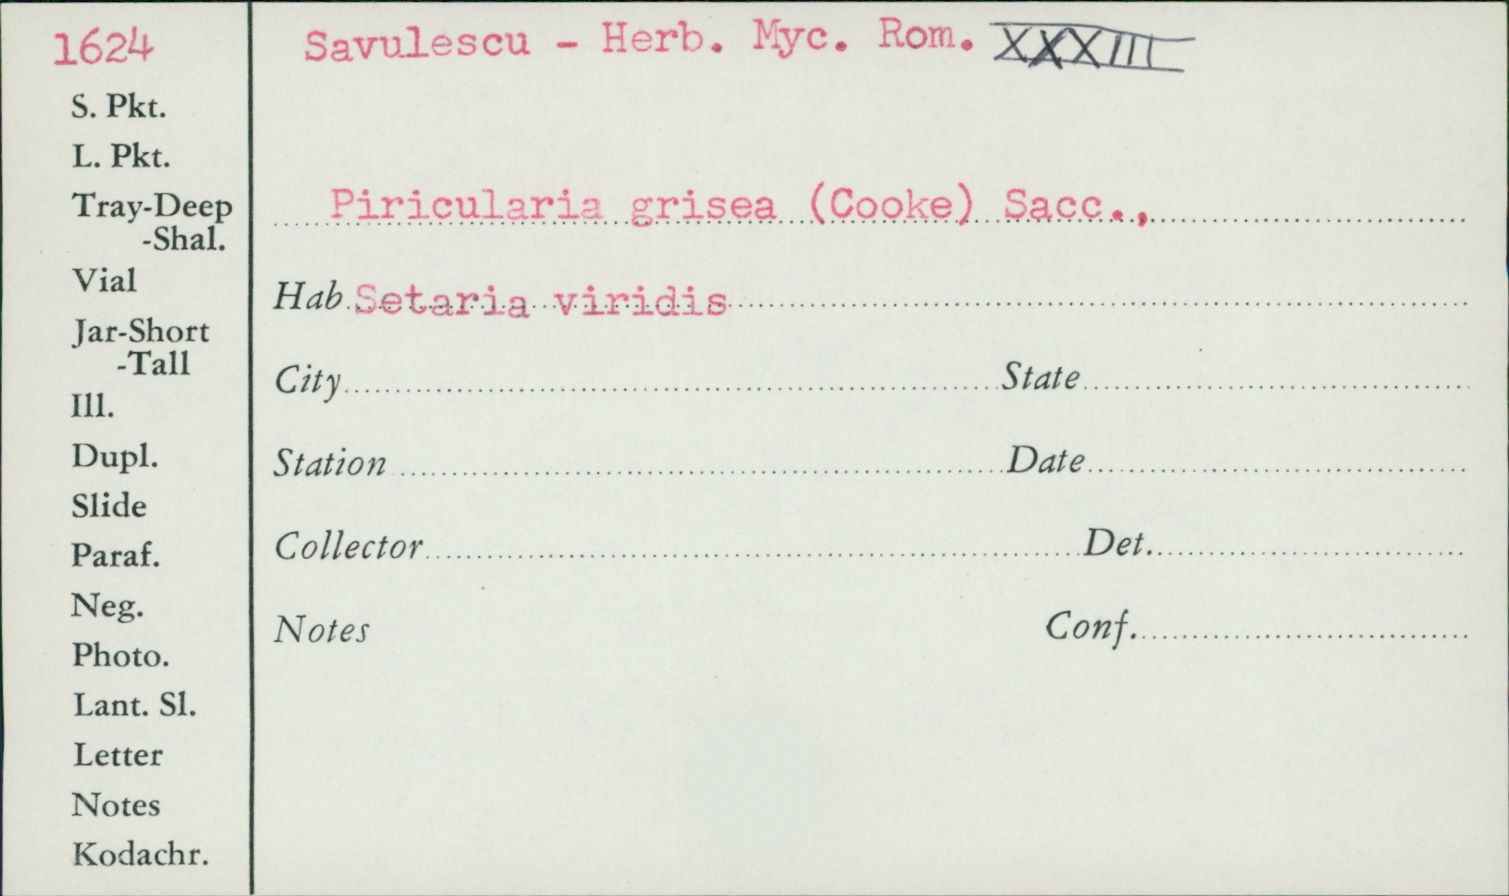 1624
Savulescu - Herb. Myc. Rom. XXXIII
S. Pkt.
L. Pkt.
Tray-Deep
-Shal.
Vial
Jar-Short
-Tall
Ill.
Dupl.
Slide
Paraf.
Neg.
Photo.
Lant. Sl.
Letter
Notes
Kodachr.
Piricularia grisea (Cooke) Sacc.,
Hab Setaria viridis
City State
Station Date
Collector Det.
Notes Conf.